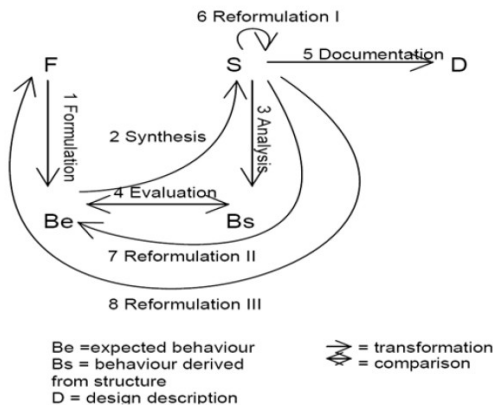 6 Reformulation I
5 Documentation
F
S
D
1 Formulation
2 Synthesis
3 Analysis
4 Evaluation
Be
Bs
7 Reformulation II
8 Reformulation III
Be =expected behaviour
Bs = behaviour derived
from structure
D = design description
= transformation
= comparison